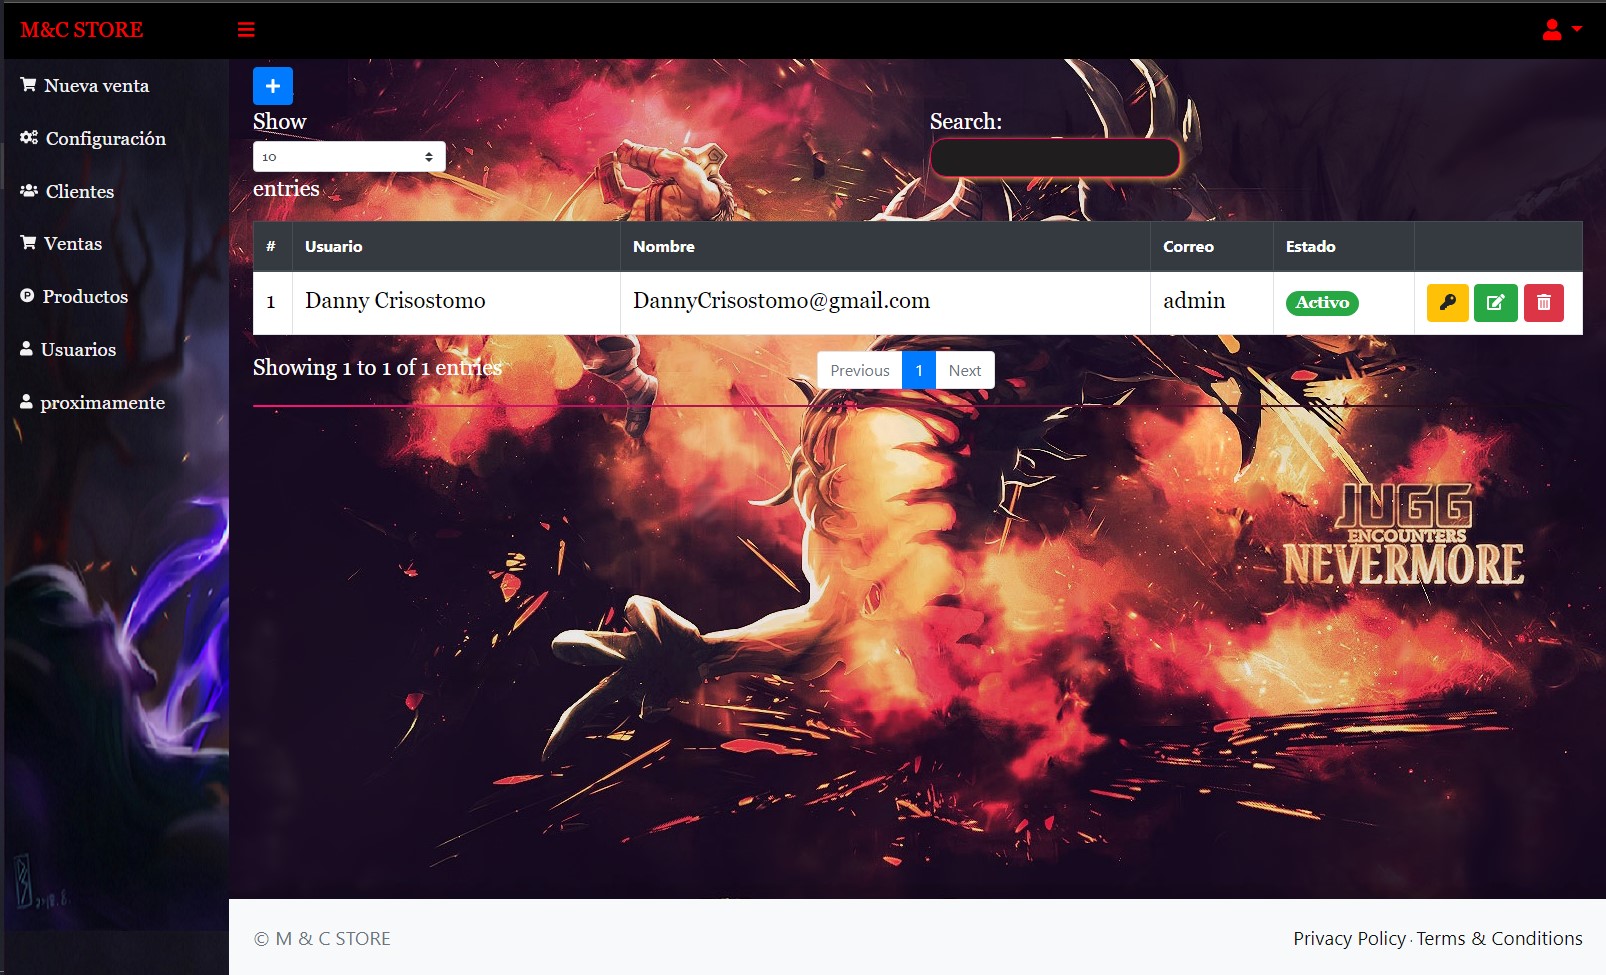 M&C STORE
Nueva venta
Configuración
Clientes
Ventas
Productos
Usuarios
proximamente
Show
10
entries
Search:
# Usuario Nombre Correo Estado
1 Danny Crisostomo DannyCrisostomo@gmail.com admin Activo
Showing 1 to 1 of 1 entries
Previous 1 Next
JUGG
ENCOUNTERS
NEVERMORE
© M & C STORE
Privacy Policy · Terms & Conditions